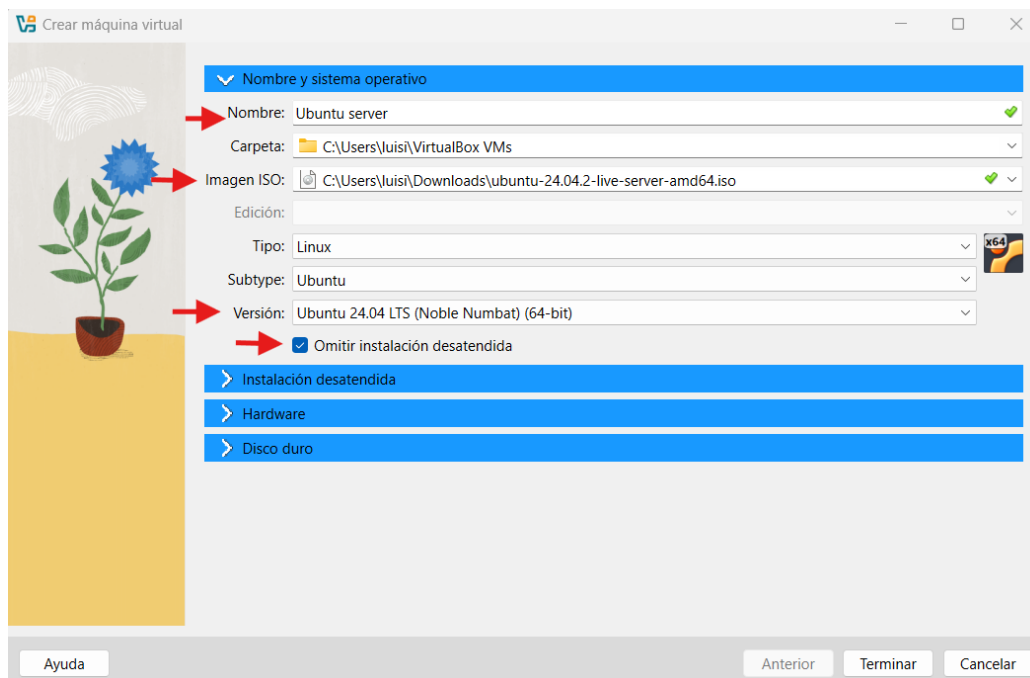 Crear máquina virtual
Nombre y sistema operativo
Nombre: Ubuntu server
Carpeta: C:\Users\luisi\VirtualBox VMs
Imagen ISO: C:\Users\luisi\Downloads\ubuntu-24.04.2-live-server-amd64.iso
Edición:
Tipo: Linux
x64
Subtype: Ubuntu
Versión: Ubuntu 24.04 LTS (Noble Numbat) (64-bit)
Omitir instalación desatendida
Instalación desatendida
Hardware
Disco duro
Ayuda Anterior Terminar Cancelar